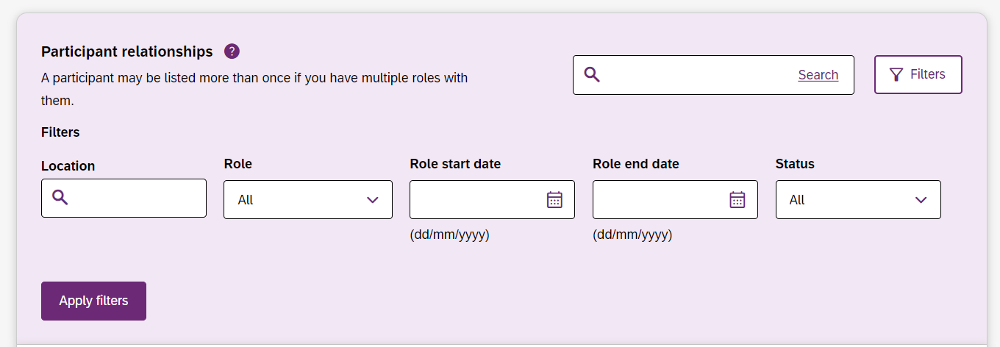 Participant relationships ?
A participant may be listed more than once if you have multiple roles with
them.
Search
Filters
Filters
Location
Role
Role start date
Role end date
Status
All
All
(dd/mm/yyyy)
(dd/mm/yyyy)
Apply filters